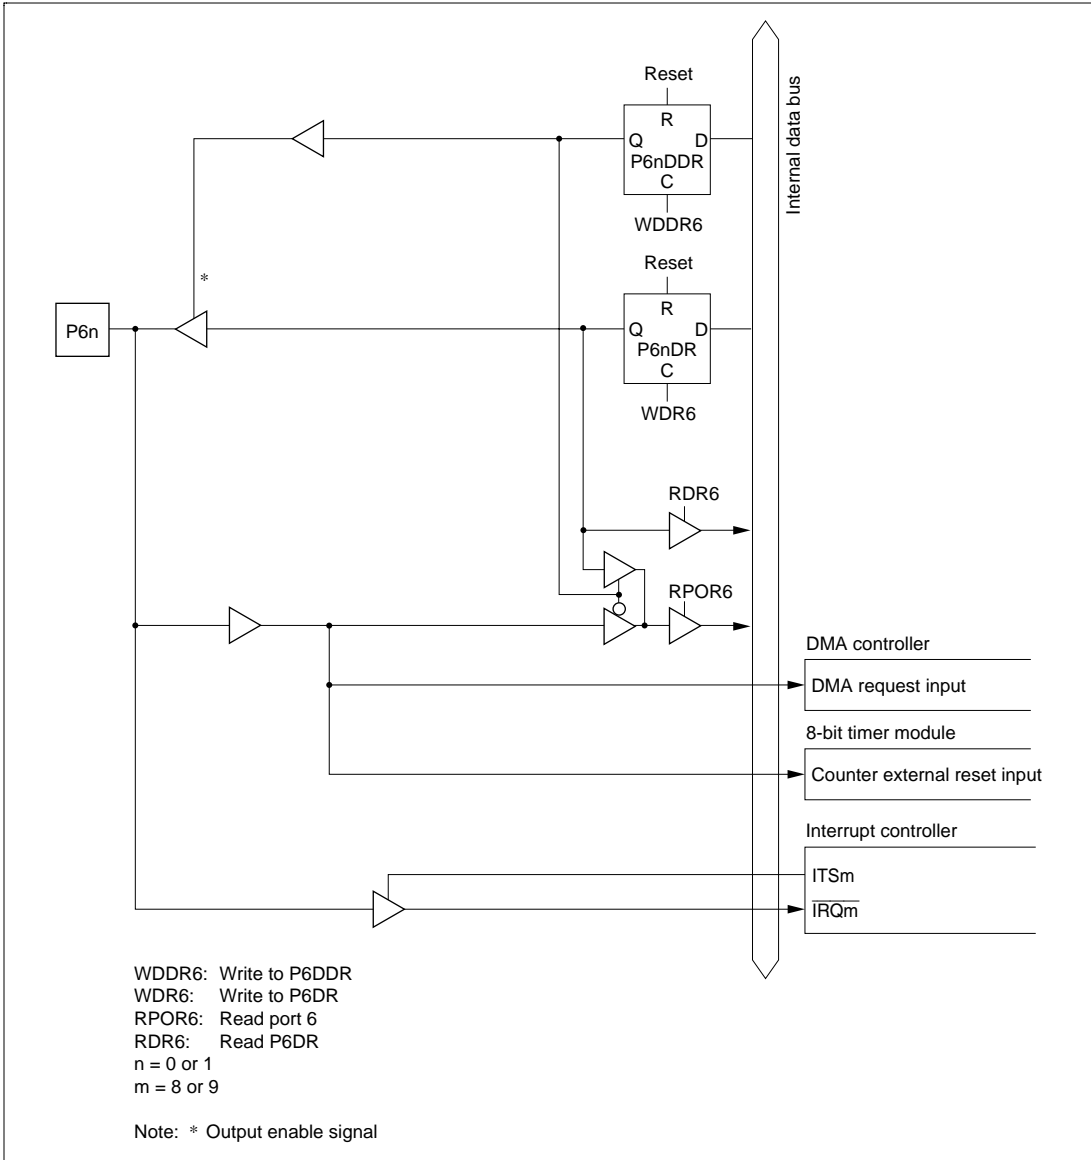 Reset
R
Q D
P6nDDR
C
WDDR6
Internal data bus
*
Reset
P6n
R
Q D
P6nDR
C
WDR6
RDR6
RPOR6
DMA controller
DMA request input
8-bit timer module
Counter external reset input
Interrupt controller
ITSm
I̅R̅Q̅m̅
WDDR6: Write to P6DDR
WDR6: Write to P6DR
RPOR6: Read port 6
RDR6: Read P6DR
n = 0 or 1
m = 8 or 9
Note: * Output enable signal